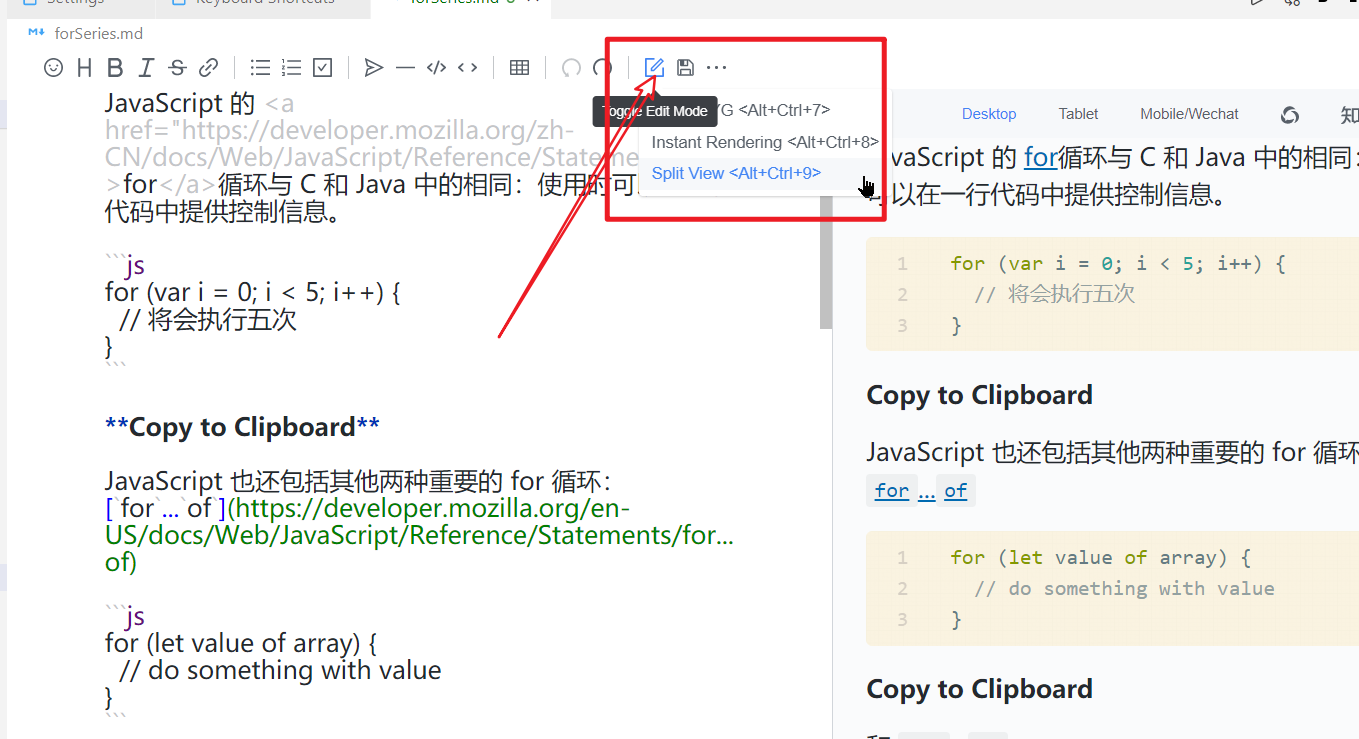 Settings
Keyboard Shortcuts
forSeries.md 6
forSeries.md
Toggle Edit Mode
<Alt+Ctrl+7>
Instant Rendering <Alt+Ctrl+8>
Split View <Alt+Ctrl+9>
JavaScript 的 <a
href="https://developer.mozilla.org/zh-
CN/docs/Web/JavaScript/Reference/Stateme
>for</a>循环与 C 和 Java 中的相同：使用时可
代码中提供控制信息。
```js
for (var i = 0; i < 5; i++) {
// 将会执行五次
}
```
**Copy to Clipboard**
JavaScript 也还包括其他两种重要的 for 循环：
[`for`...`of`](https://developer.mozilla.org/en-
US/docs/Web/JavaScript/Reference/Statements/for...
of)
```js
for (let value of array) {
// do something with value
}
```
Desktop
Tablet
Mobile/Wechat
知
vaScript 的 for循环与 C 和 Java 中的相同：
以在一行代码中提供控制信息。
1 for (var i = 0; i < 5; i++) {
2 // 将会执行五次
3 }
Copy to Clipboard
JavaScript 也还包括其他两种重要的 for 循环
for ... of
1 for (let value of array) {
2 // do something with value
3 }
Copy to Clipboard